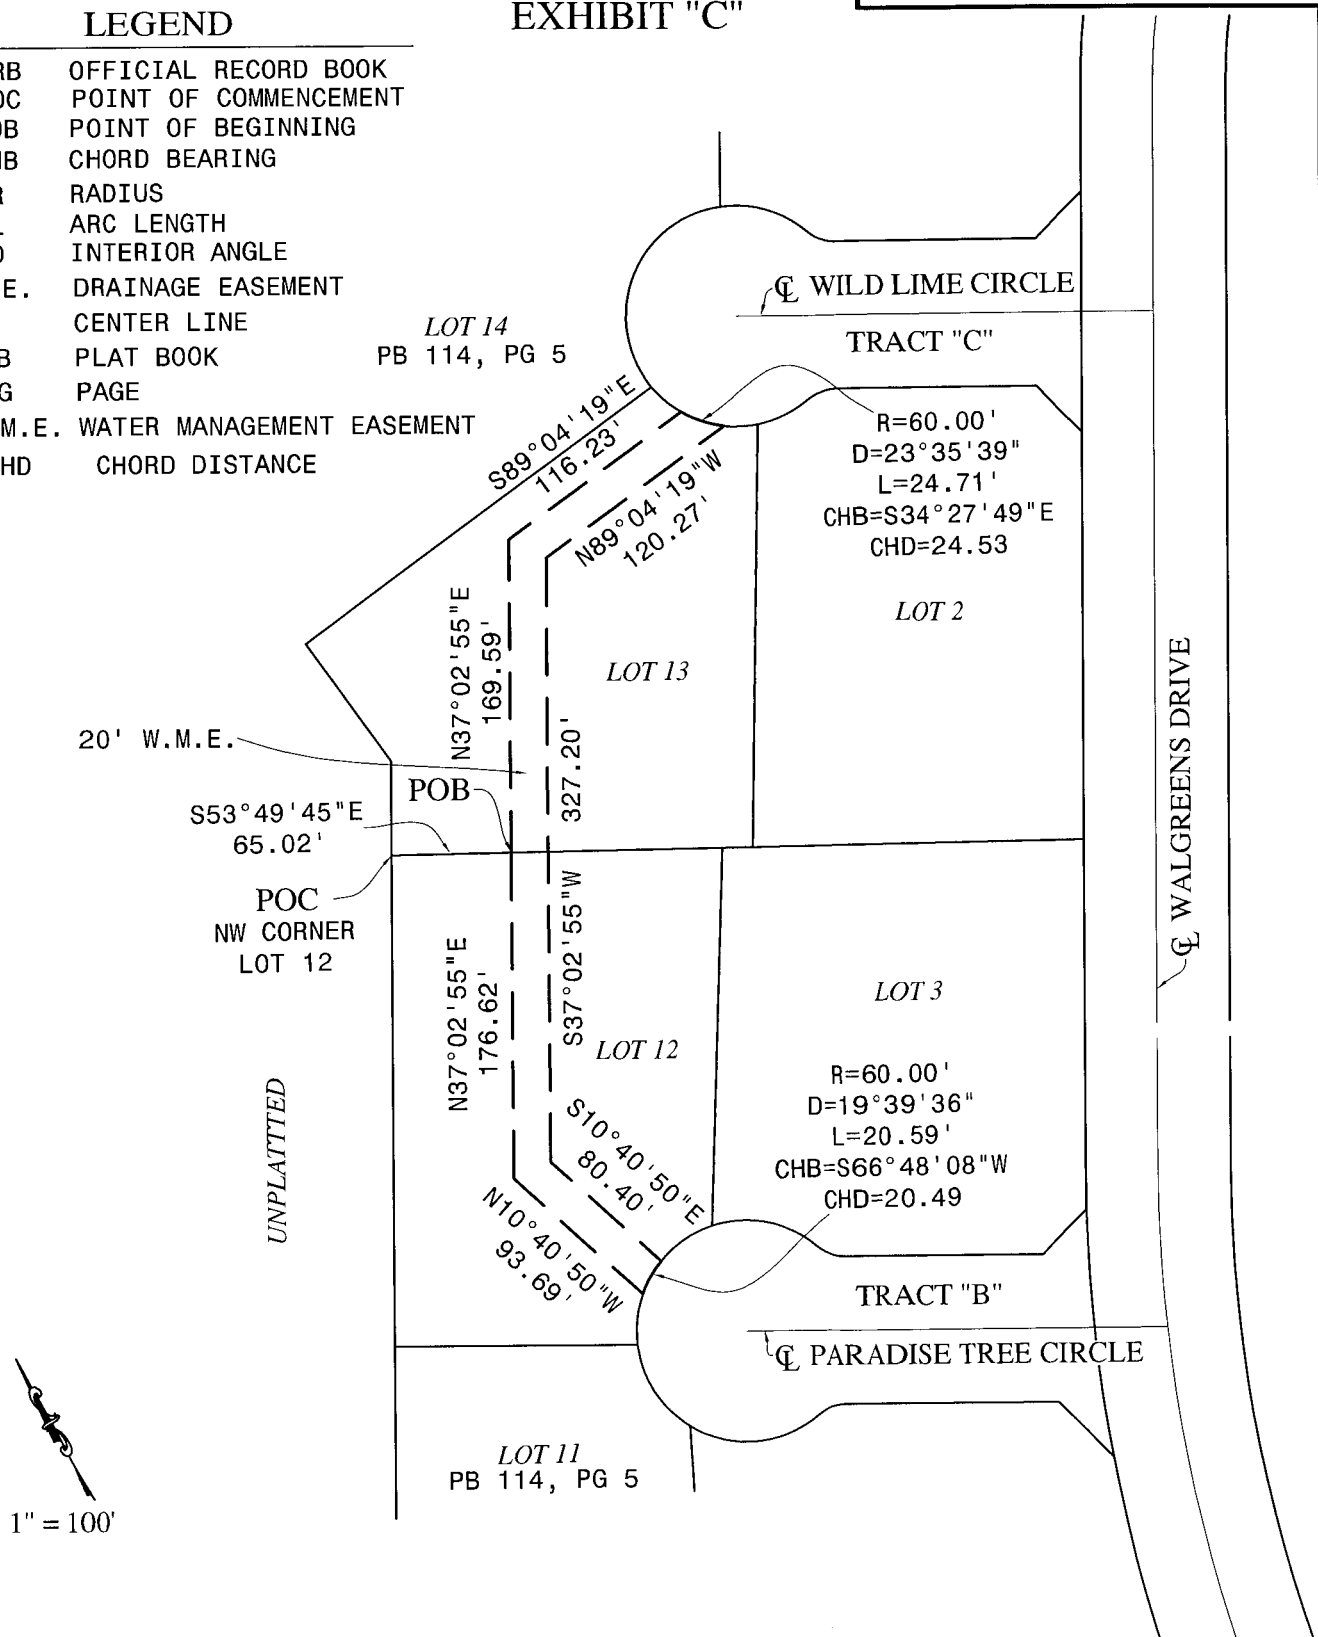 LEGEND
EXHIBIT "C"
RB OFFICIAL RECORD BOOK
OC POINT OF COMMENCEMENT
OB POINT OF BEGINNING
HB CHORD BEARING
R RADIUS
L ARC LENGTH
D INTERIOR ANGLE
E. DRAINAGE EASEMENT
CENTER LINE
B PLAT BOOK
G PAGE
M.E. WATER MANAGEMENT EASEMENT
HD CHORD DISTANCE
LOT 14
PB 114, PG 5
℄ WILD LIME CIRCLE
TRACT "C"
S89°04'19"E
116.23'
N89°04'19"W
120.27'
R=60.00'
D=23°35'39"
L=24.71'
CHB=S34°27'49"E
CHD=24.53
LOT 2
N37°02'55"E
169.59'
LOT 13
20' W.M.E.
327.20'
POB
S53°49'45"E
65.02'
POC
NW CORNER
LOT 12
℄ WALGREENS DRIVE
N37°02'55"E
176.62'
S37°02'55"W
LOT 12
LOT 3
UNPLATTTED
R=60.00'
D=19°39'36"
L=20.59'
CHB=S66°48'08"W
CHD=20.49
S10°40'50"E
80.40'
N10°40'50"W
93.69'
TRACT "B"
℄ PARADISE TREE CIRCLE
LOT 11
PB 114, PG 5
1" = 100'